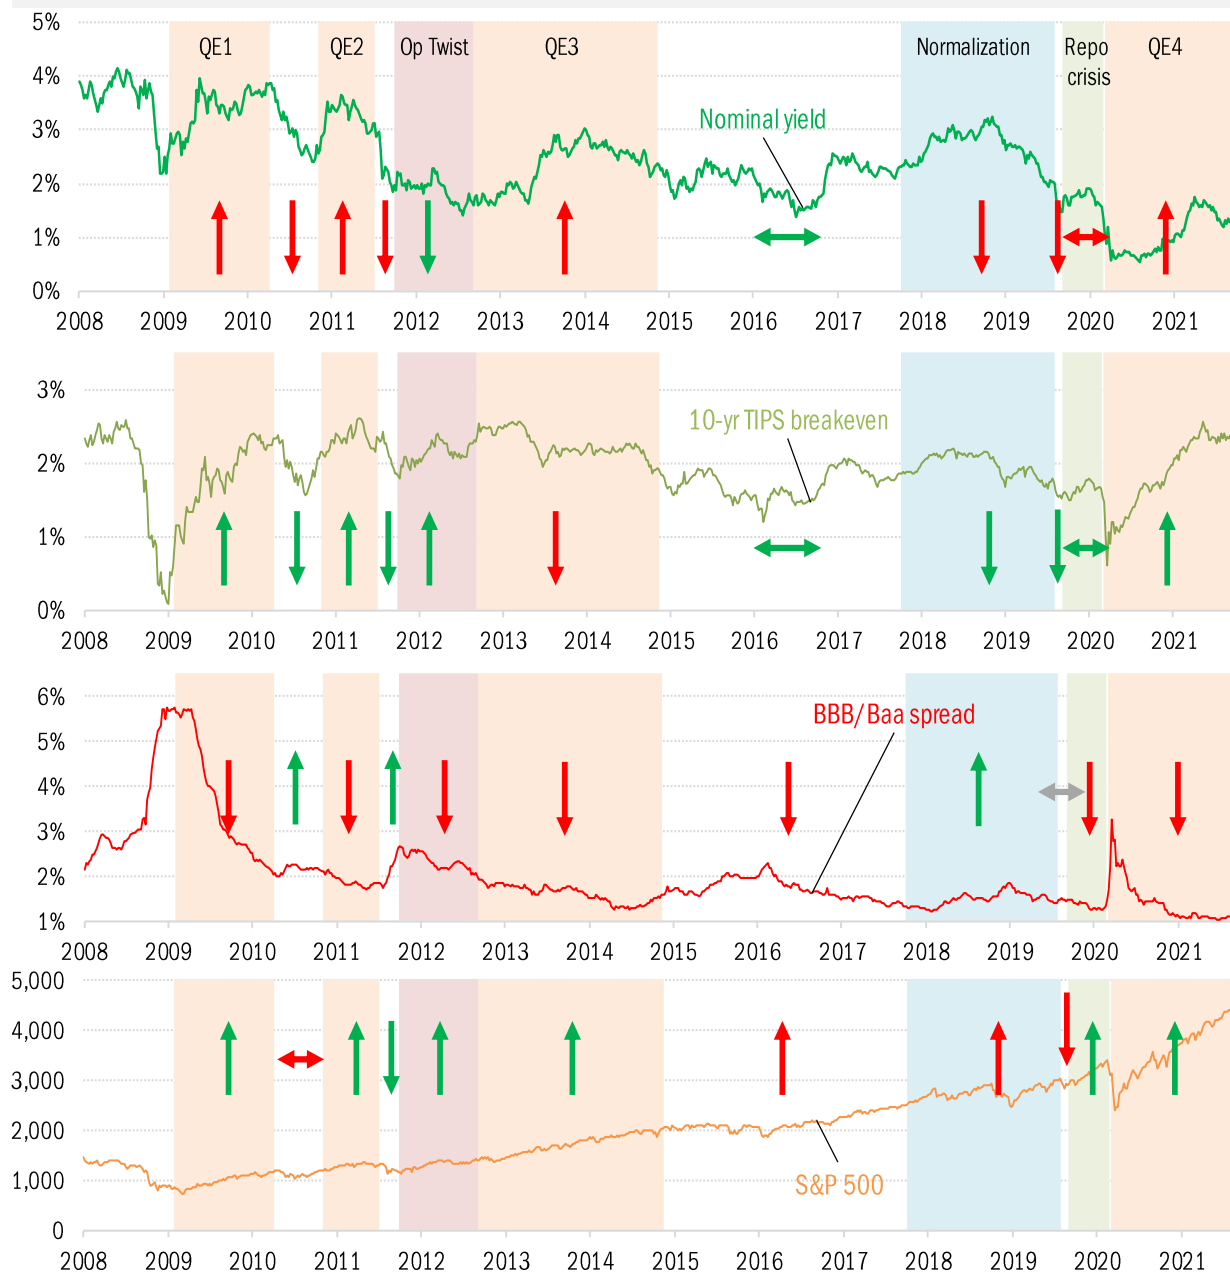 5%
QE1 QE2 Op Twist QE3 Normalization Repo crisis QE4
4%
Nominal yield
3%
2%
1%
0%
2008 2009 2010 2011 2012 2013 2014 2015 2016 2017 2018 2019 2020 2021
3%
10-yr TIPS breakeven
2%
1%
0%
2008 2009 2010 2011 2012 2013 2014 2015 2016 2017 2018 2019 2020 2021
6%
BBB/Baa spread
5%
4%
3%
2%
1%
2008 2009 2010 2011 2012 2013 2014 2015 2016 2017 2018 2019 2020 2021
5,000
4,000
3,000
2,000
S&P 500
1,000
0
2008 2009 2010 2011 2012 2013 2014 2015 2016 2017 2018 2019 2020 2021